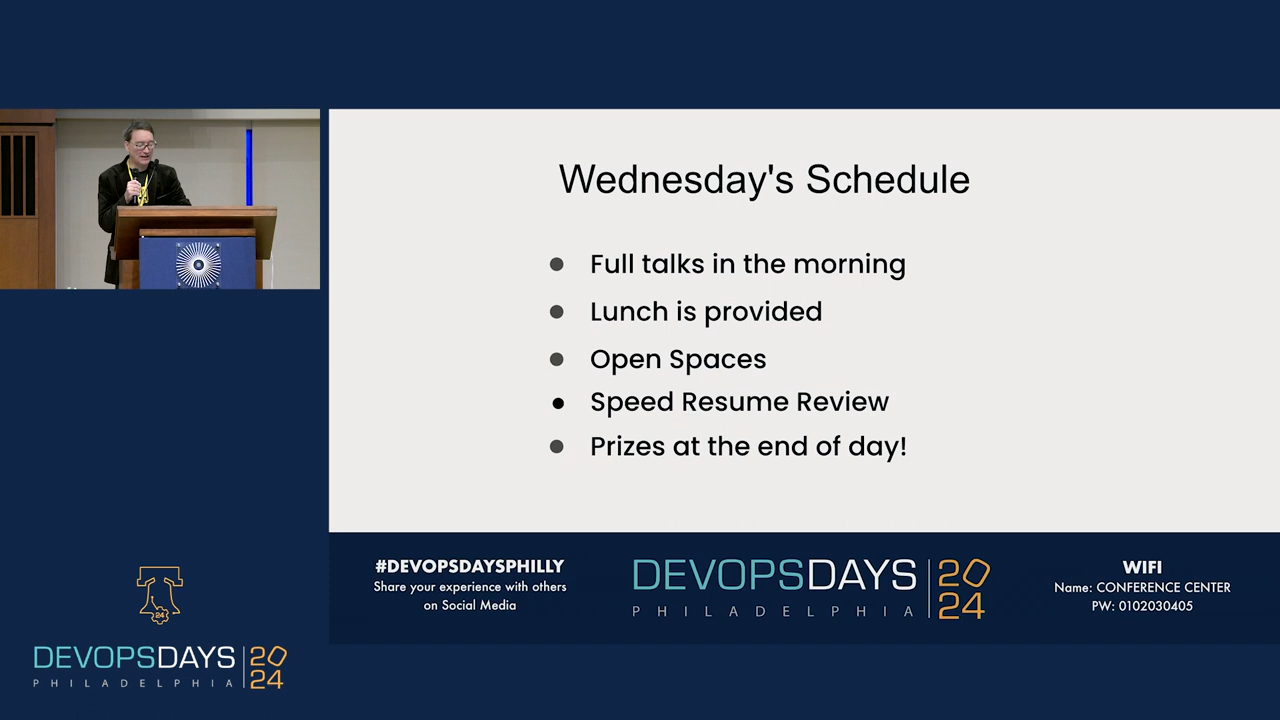 Wednesday's Schedule
● Full talks in the morning
● Lunch is provided
● Open Spaces
● Speed Resume Review
● Prizes at the end of day!
#DEVOPSDAYSPHILLY
Share your experience with others
on Social Media
DEVOPSDAYS
PHILADELPHIA
20
24
WIFI
Name: CONFERENCE CENTER
PW: 0102030405
24
DEVOPSDAYS
PHILADELPHIA
20
24